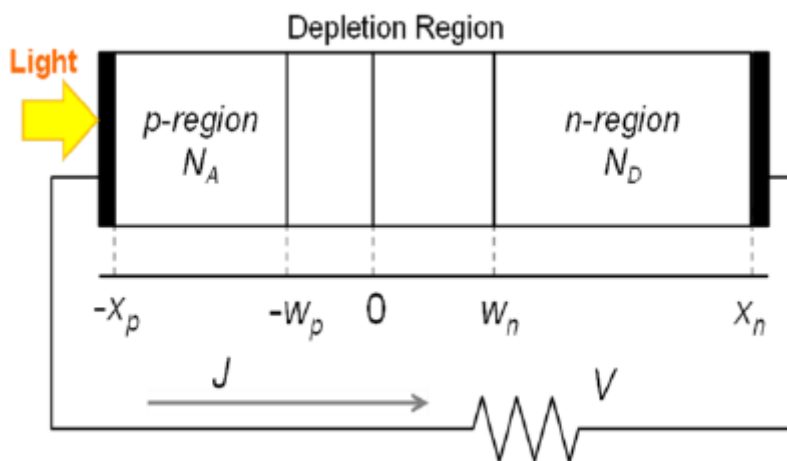 Depletion Region
Light
p-region
N_A
n-region
N_D
-x_p
-w_p
0
w_n
x_n
J
V